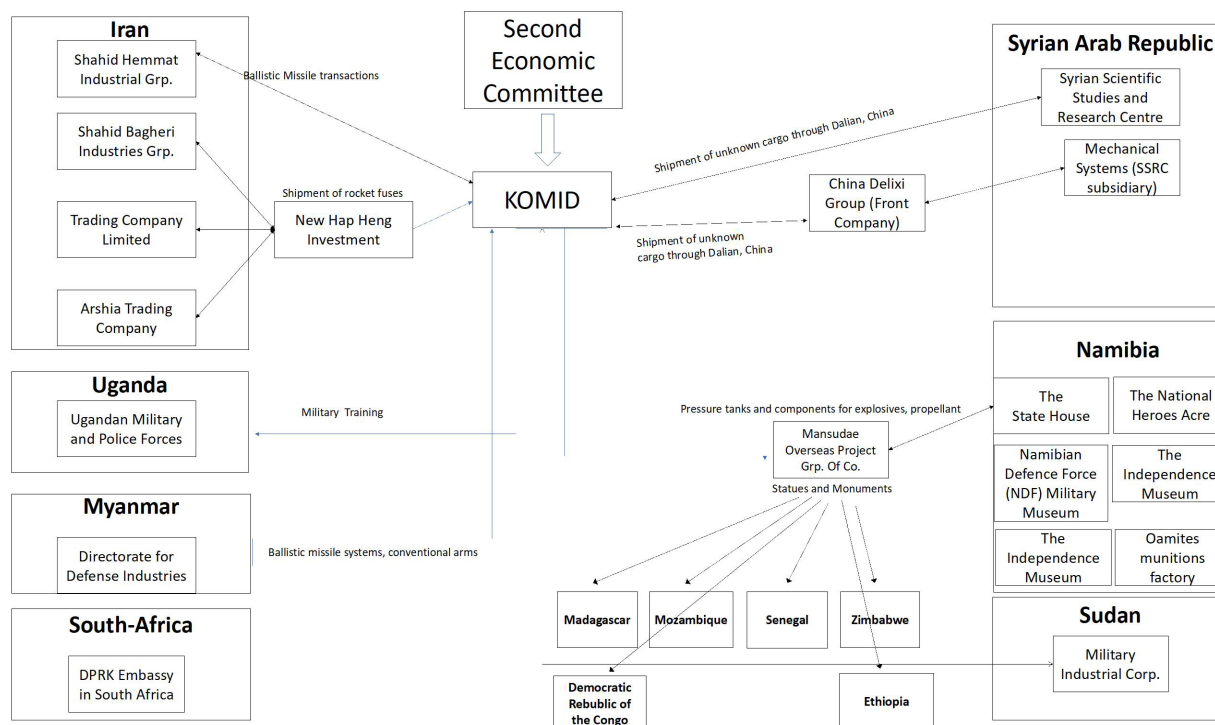 Iran
Shahid Hemmat
Industrial Grp.
Shahid Bagheri
Industries Grp.
Trading Company
Limited
Arshia Trading
Company
Ballistic Missile transactions
Shipment of rocket fuses
New Hap Heng
Investment
Second
Economic
Committee
KOMID
Shipment of unknown cargo through Dalian, China
Shipment of unknown
cargo through Dalian, China
China Delixi
Group (Front
Company)
Syrian Arab Republic
Syrian Scientific
Studies and
Research Centre
Mechanical
Systems (SSRC
subsidiary)
Uganda
Ugandan Military
and Police Forces
Military Training
Myanmar
Directorate for
Defense Industries
Ballistic missile systems, conventional arms
South-Africa
DPRK Embassy
in South Africa
Pressure tanks and components for explosives, propellant
Mansudae
Overseas Project
Grp. Of Co.
Statues and Monuments
Madagascar
Mozambique
Senegal
Zimbabwe
Democratic
Rebublic of
the Congo
Ethiopia
Namibia
The
State House
The National
Heroes Acre
Namibian
Defence Force
(NDF) Military
Museum
The
Independence
Museum
The
Independence
Museum
Oamites
munitions
factory
Sudan
Military
Industrial Corp.